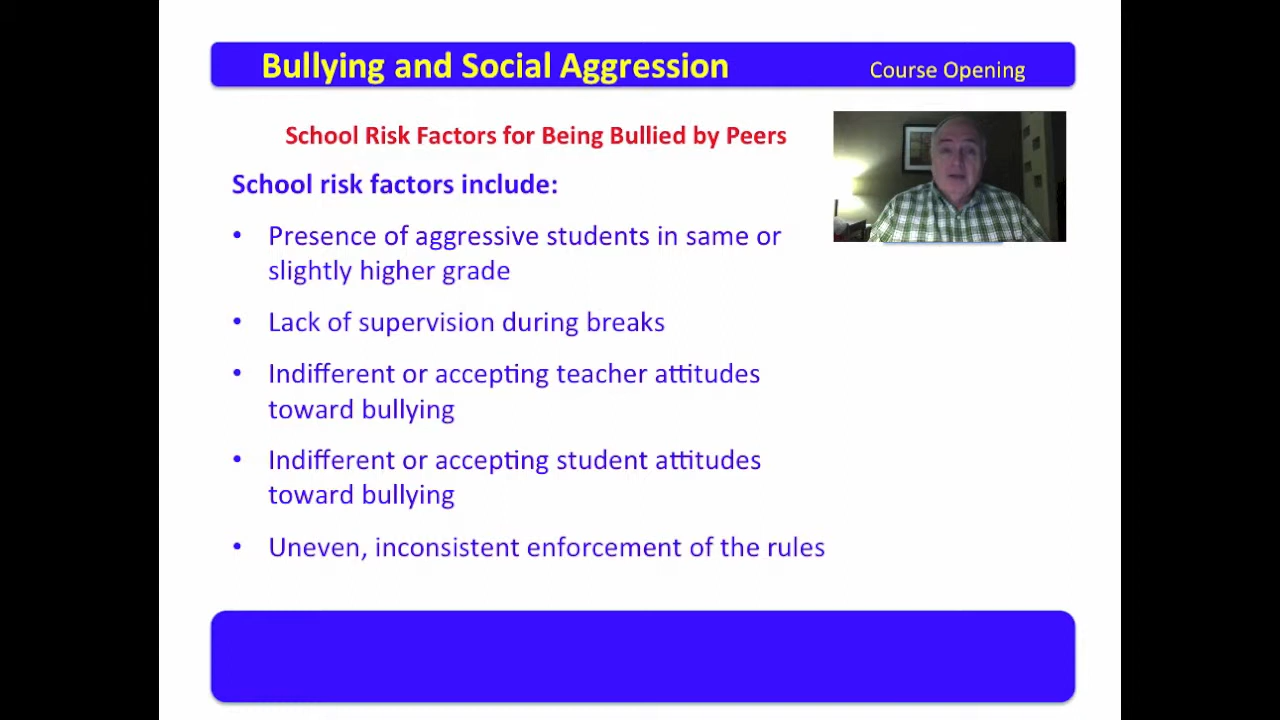 Bullying and Social Aggression
Course Opening
School Risk Factors for Being Bullied by Peers
School risk factors include:
• Presence of aggressive students in same or
slightly higher grade
• Lack of supervision during breaks
• Indifferent or accepting teacher attitudes
toward bullying
• Indifferent or accepting student attitudes
toward bullying
• Uneven, inconsistent enforcement of the rules